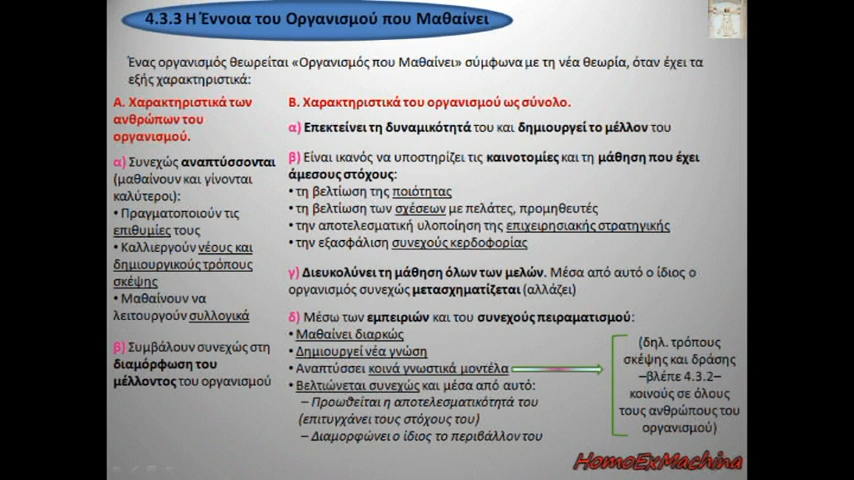 4.3.3 Η Έννοια του Οργανισμού που Μαθαίνει
Ένας οργανισμός θεωρείται «Οργανισμός που Μαθαίνει» σύμφωνα με τη νέα θεωρία, όταν έχει τα
εξής χαρακτηριστικά:
Α. Χαρακτηριστικά των
ανθρώπων του
οργανισμού.
α) Συνεχώς αναπτύσσονται
(μαθαίνουν και γίνονται
καλύτεροι):
• Πραγματοποιούν τις
επιθυμίες τους
• Καλλιεργούν νέους και
δημιουργικούς τρόπους
σκέψης
• Μαθαίνουν να
λειτουργούν συλλογικά
β) Συμβάλουν συνεχώς στη
διαμόρφωση του
μέλλοντος του οργανισμού
Β. Χαρακτηριστικά του οργανισμού ως σύνολο.
α) Επεκτείνει τη δυναμικότητά του και δημιουργεί το μέλλον του
β) Είναι ικανός να υποστηρίζει τις καινοτομίες και τη μάθηση που έχει
άμεσους στόχους:
• τη βελτίωση της ποιότητας
• τη βελτίωση των σχέσεων με πελάτες, προμηθευτές
• την αποτελεσματική υλοποίηση της επιχειρησιακής στρατηγικής
• την εξασφάλιση συνεχούς κερδοφορίας
γ) Διευκολύνει τη μάθηση όλων των μελών. Μέσα από αυτό ο ίδιος ο
οργανισμός συνεχώς μετασχηματίζεται (αλλάζει)
δ) Μέσω των εμπειριών και του συνεχούς πειραματισμού:
• Μαθαίνει διαρκώς
• Δημιουργεί νέα γνώση
• Αναπτύσσει κοινά γνωστικά μοντέλα
• Βελτιώνεται συνεχώς και μέσα από αυτό:
– Προωθείται η αποτελεσματικότητά του
(επιτυγχάνει τους στόχους του)
– Διαμορφώνει ο ίδιος το περιβάλλον του
(δηλ. τρόπους
σκέψης και δράσης
–βλέπε 4.3.2–
κοινούς σε όλους
τους ανθρώπους του
οργανισμού)
HomoExMachina